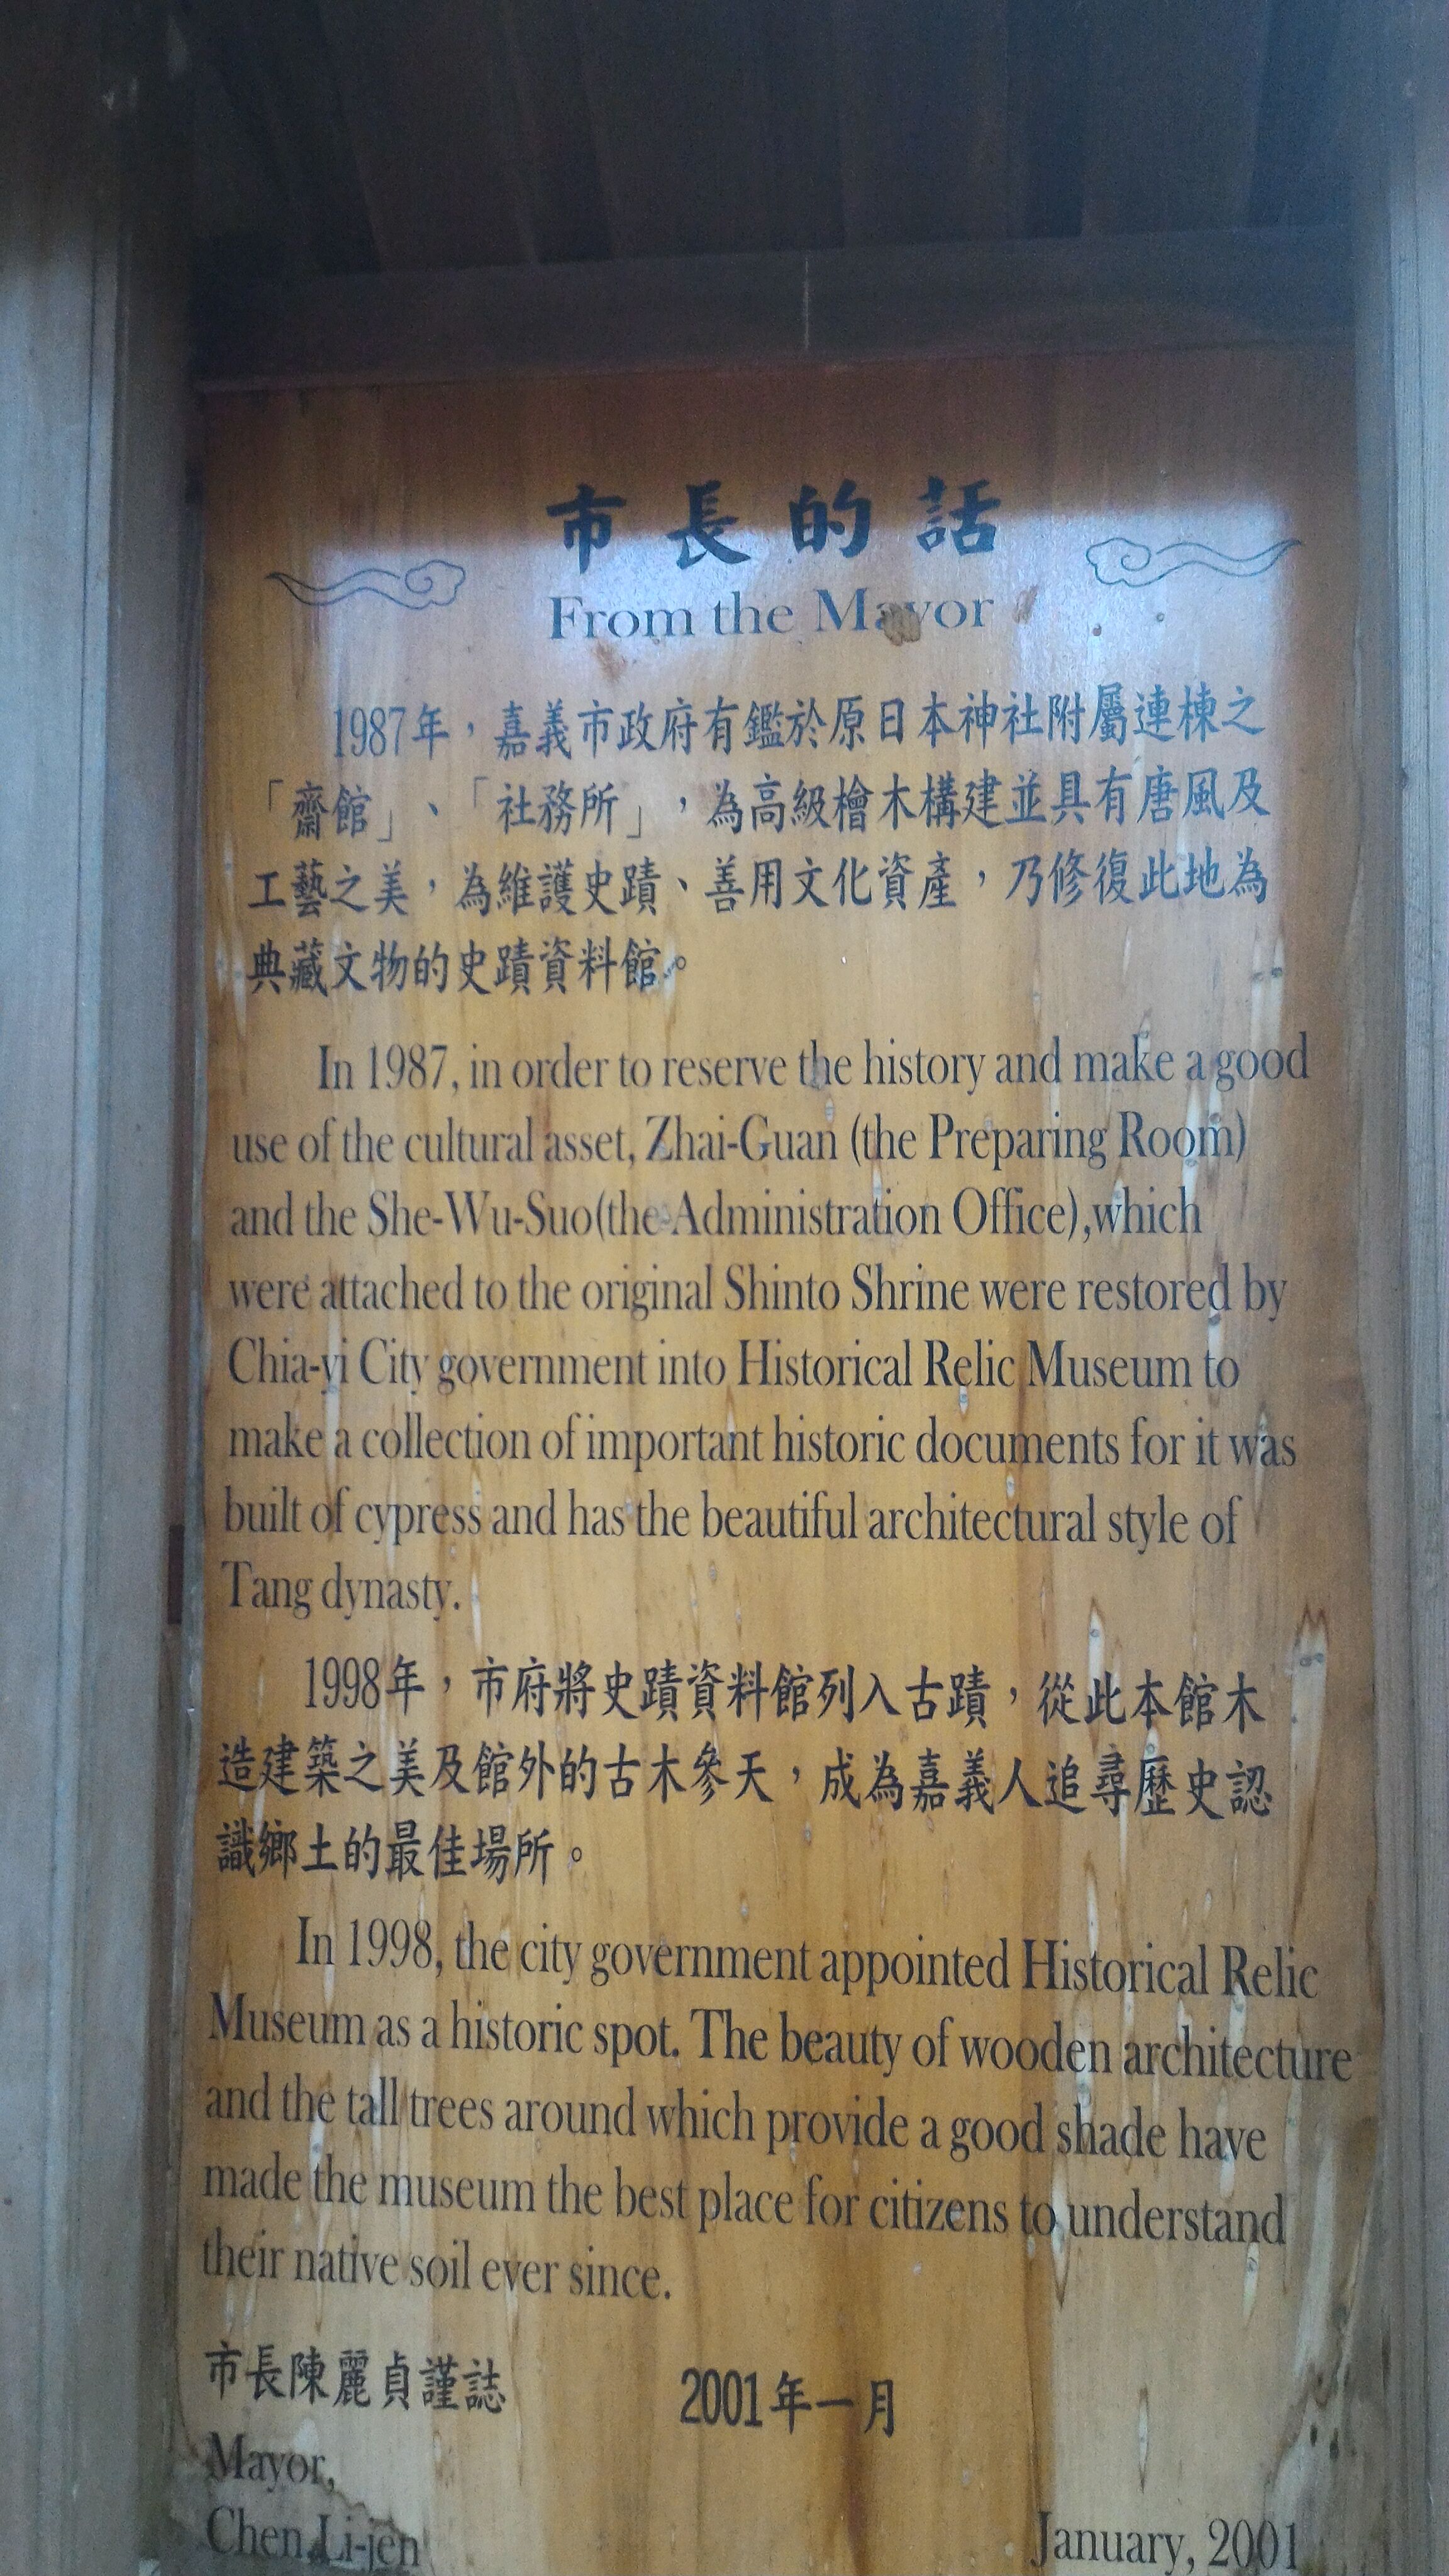 市長的話
From the Mayor
1987年，嘉義市政府有鑑於原日本神社附屬連棟之
「齋館」、「社務所」，為高級檜木構建並具有唐風及
工藝之美，為維護史蹟、善用文化資產，乃修復此地為
典藏文物的史蹟資料館。
In 1987, in order to reserve the history and make a good
use of the cultural asset, Zhai-Guan (the Preparing Room)
and the She-Wu-Suo(the Administration Office),which
were attached to the original Shinto Shrine were restored by
Chia-yi City government into Historical Relic Museum to
make a collection of important historic documents for it was
built of cypress and has the beautiful architectural style of
Tang dynasty.
1998年，市府將史蹟資料館列入古蹟，從此本館木
造建築之美及館外的古木參天，成為嘉義人追尋歷史認
識鄉土的最佳場所。
In 1998, the city government appointed Historical Relic
Museum as a historic spot. The beauty of wooden architecture
and the tall trees around which provide a good shade have
made the museum the best place for citizens to understand
their native soil ever since.
市長陳麗貞謹誌 2001年一月
Mayor,
Chen Li-jen January, 2001